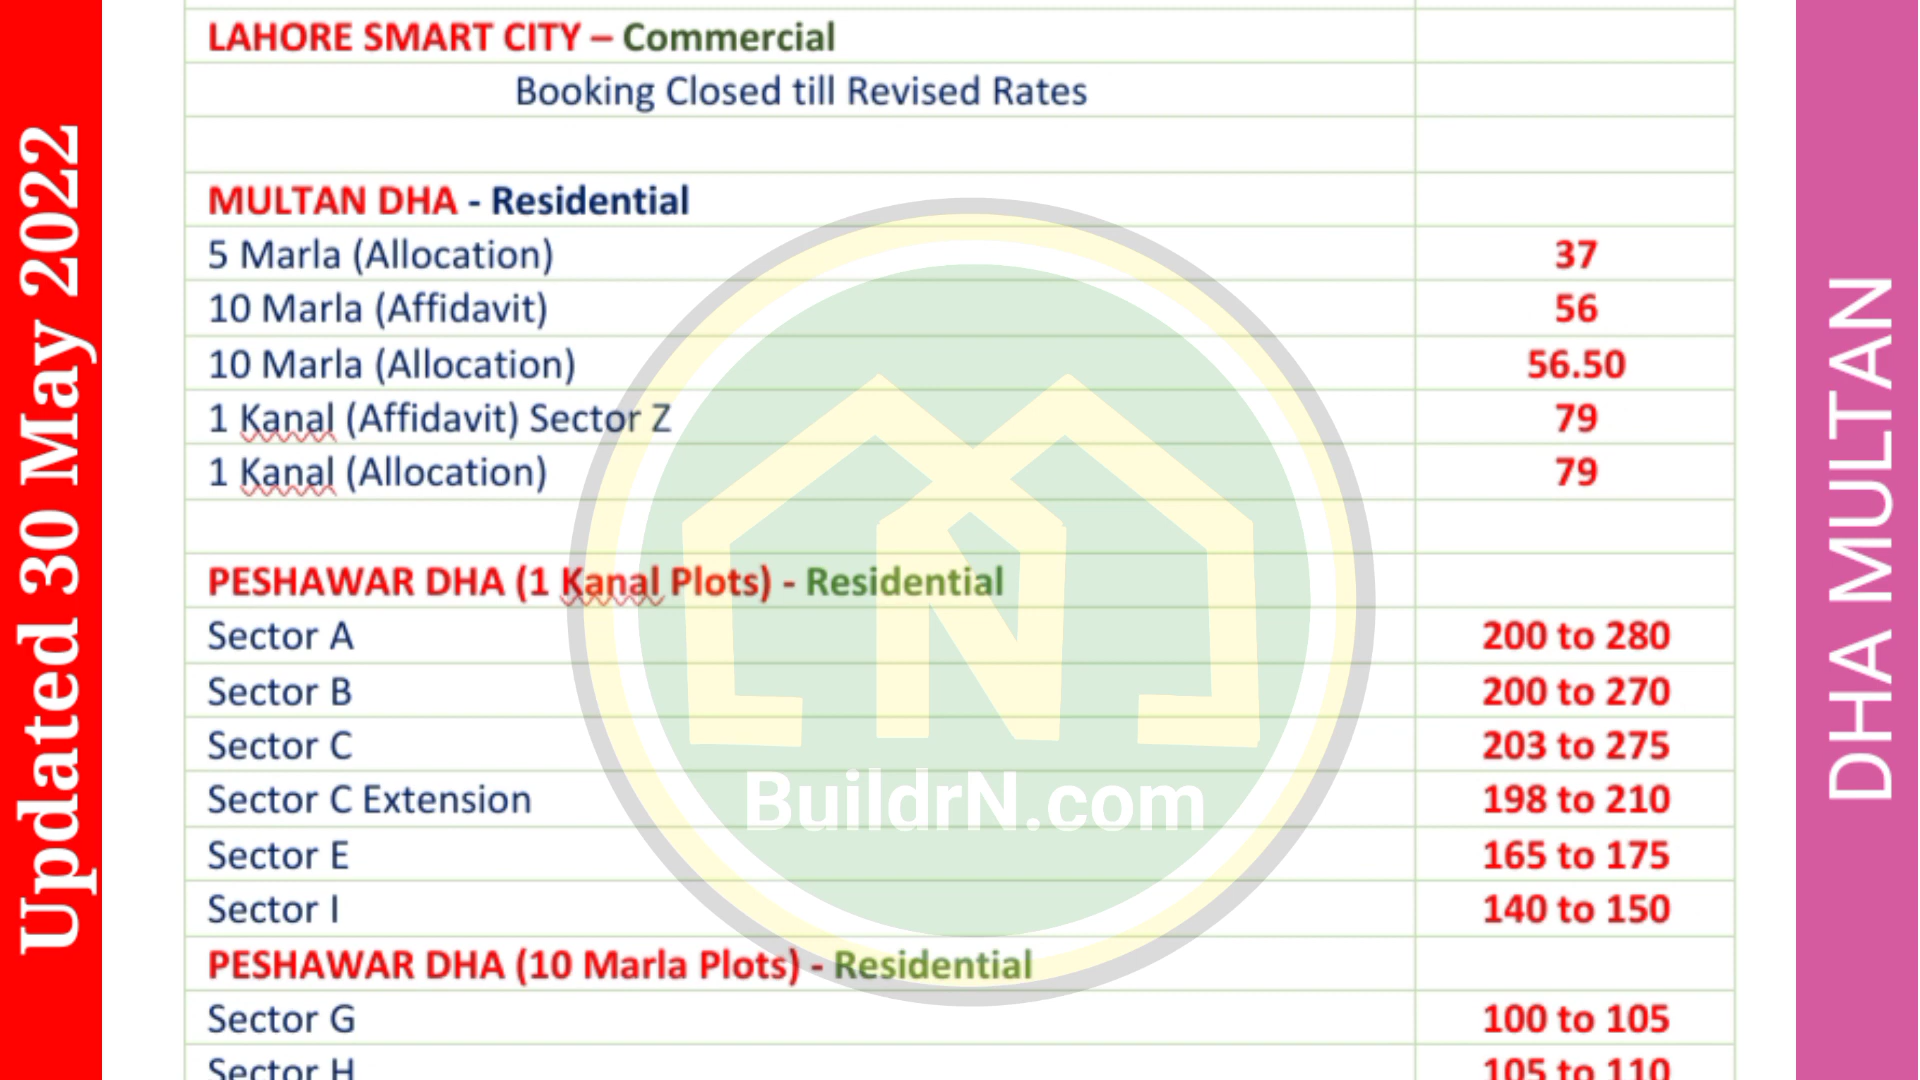 Updated 30 May 2022
LAHORE SMART CITY – Commercial
Booking Closed till Revised Rates
MULTAN DHA - Residential
5 Marla (Allocation) 37
10 Marla (Affidavit) 56
10 Marla (Allocation) 56.50
1 Kanal (Affidavit) Sector Z 79
1 Kanal (Allocation) 79
PESHAWAR DHA (1 Kanal Plots) - Residential
Sector A 200 to 280
Sector B 200 to 270
Sector C 203 to 275
Sector C Extension 198 to 210
Sector E 165 to 175
Sector I 140 to 150
PESHAWAR DHA (10 Marla Plots) - Residential
Sector G 100 to 105
Sector H 105 to 110
BuildrN.com
DHA MULTAN